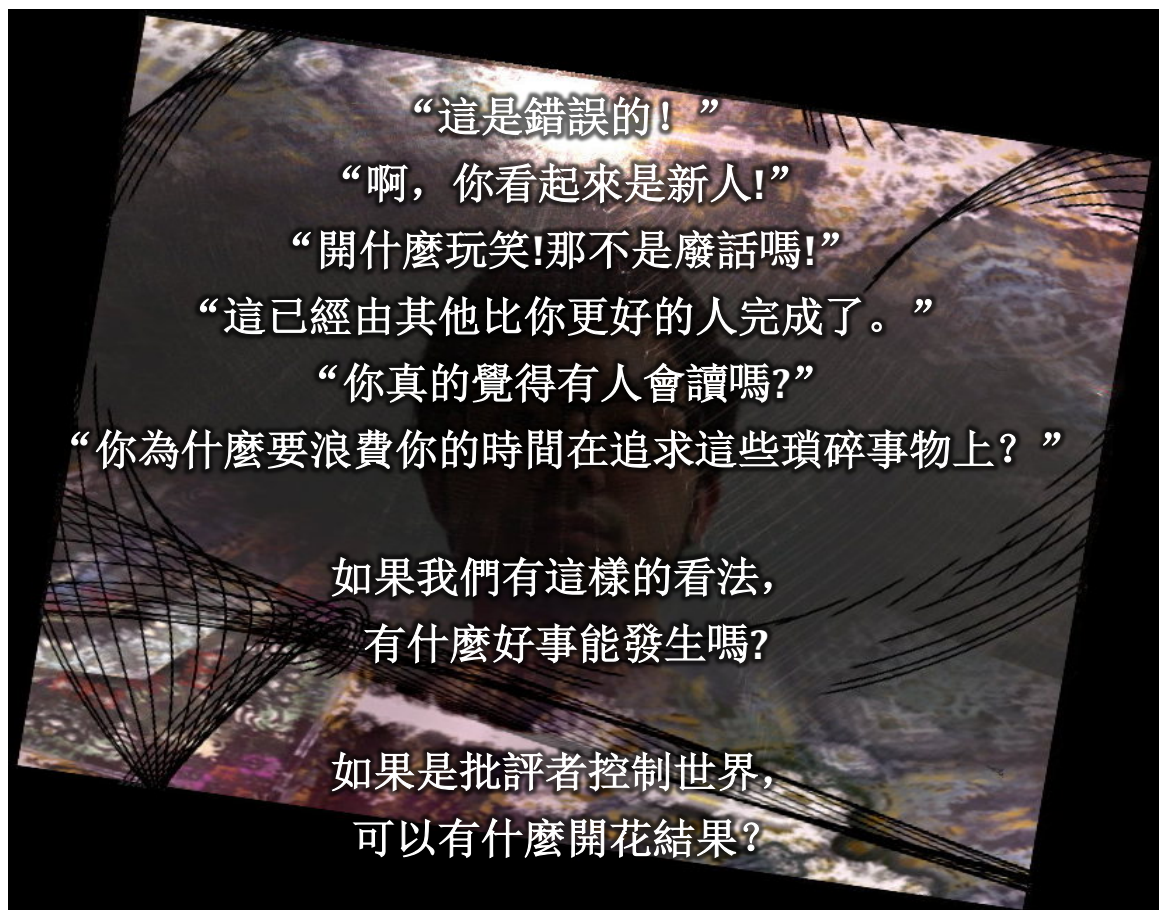 “這是錯誤的！”
“啊，你看起來是新人!”
“開什麼玩笑!那不是廢話嗎!”
“這已經由其他比你更好的人完成了。”
“你真的覺得有人會讀嗎?”
“你為什麼要浪費你的時間在追求這些瑣碎事物上？”
如果我們有這樣的看法，
有什麼好事能發生嗎?
如果是批評者控制世界，
可以有什麼開花結果？